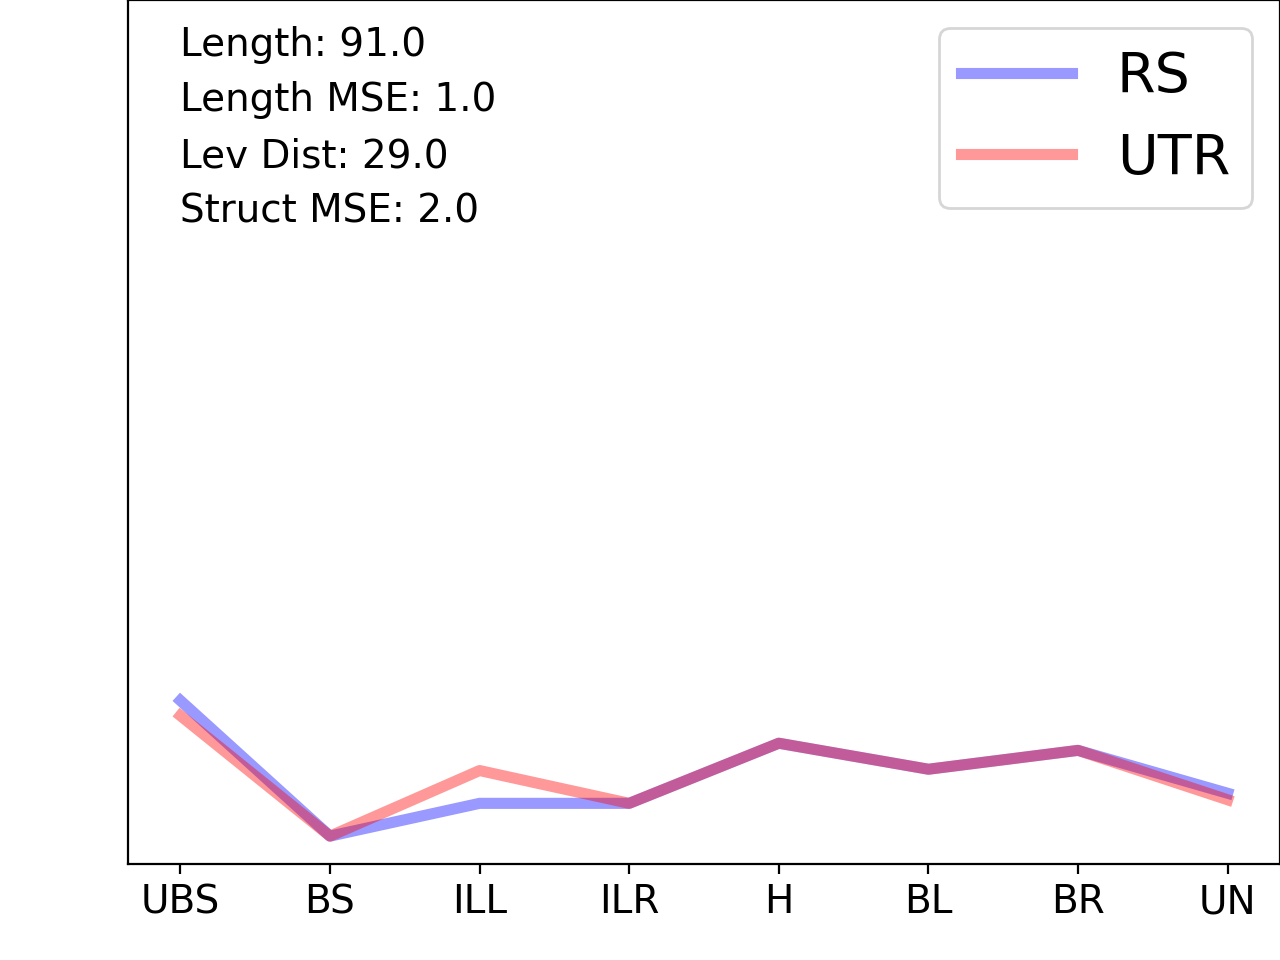 Length: 91.0
Length MSE: 1.0
Lev Dist: 29.0
Struct MSE: 2.0
RS
UTR
UBS BS ILL ILR H BL BR UN